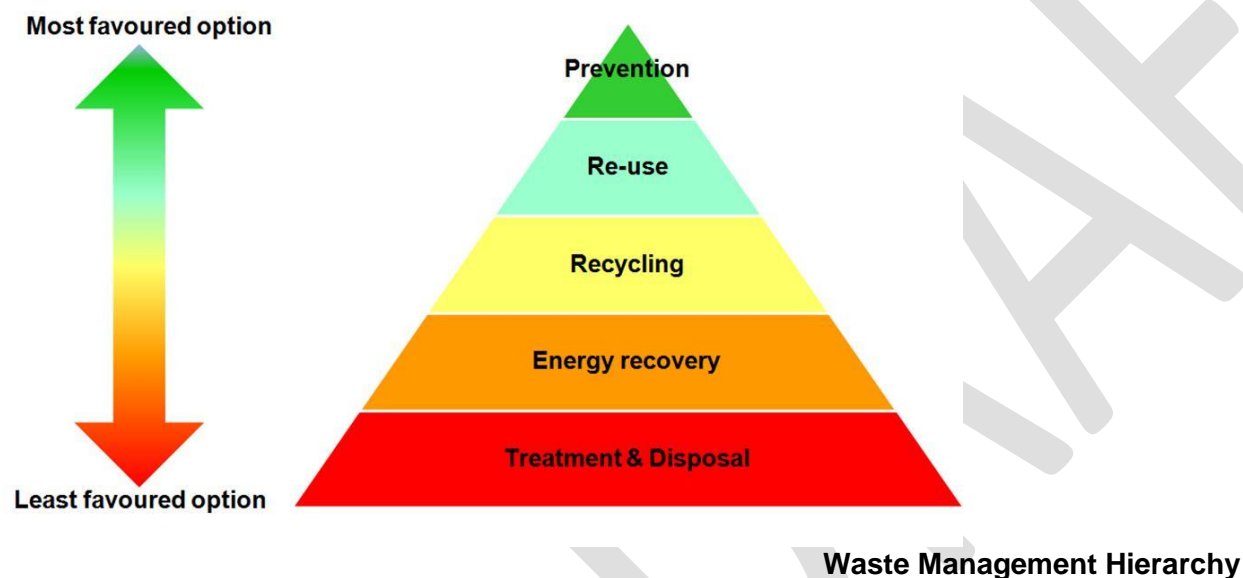 Most favoured option
Prevention
Re-use
Recycling
Energy recovery
Treatment & Disposal
Least favoured option
Waste Management Hierarchy